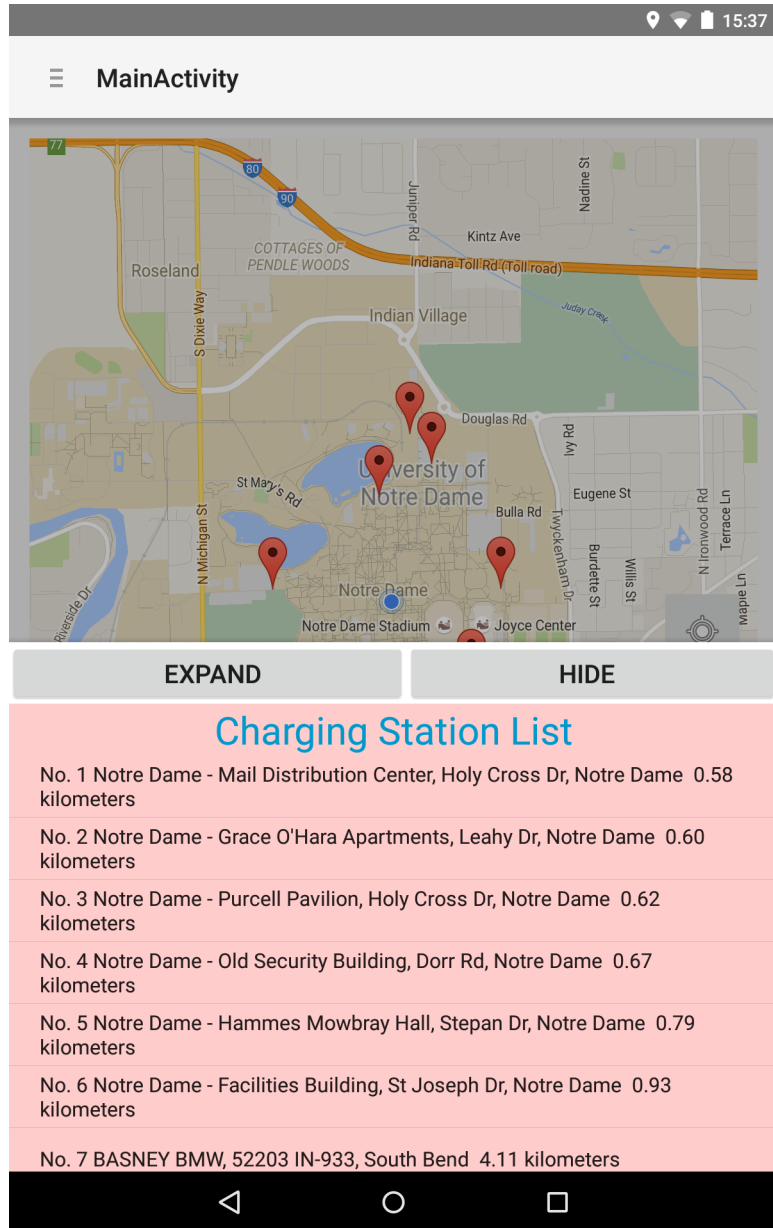 15:37
MainActivity
77
80
90
Juniper Rd
Nadine St
Kintz Ave
COTTAGES OF
PENDLE WOODS
Indiana Toll Rd (Toll road)
Roseland
S Dixie Way
Indian Village
Juday Creek
Douglas Rd
Ivy Rd
University of
Notre Dame
St Mary's Rd
Eugene St
Bulla Rd
N Michigan St
Twyckenham Dr
N Ironwood Rd
Terrace Ln
Burdette St
Willis St
Maple Ln
Riverside Dr
Notre Dame
Notre Dame Stadium
Joyce Center
EXPAND
HIDE
Charging Station List
No. 1 Notre Dame - Mail Distribution Center, Holy Cross Dr, Notre Dame 0.58
kilometers
No. 2 Notre Dame - Grace O'Hara Apartments, Leahy Dr, Notre Dame 0.60
kilometers
No. 3 Notre Dame - Purcell Pavilion, Holy Cross Dr, Notre Dame 0.62
kilometers
No. 4 Notre Dame - Old Security Building, Dorr Rd, Notre Dame 0.67
kilometers
No. 5 Notre Dame - Hammes Mowbray Hall, Stepan Dr, Notre Dame 0.79
kilometers
No. 6 Notre Dame - Facilities Building, St Joseph Dr, Notre Dame 0.93
kilometers
No. 7 BASNEY BMW, 52203 IN-933, South Bend 4.11 kilometers